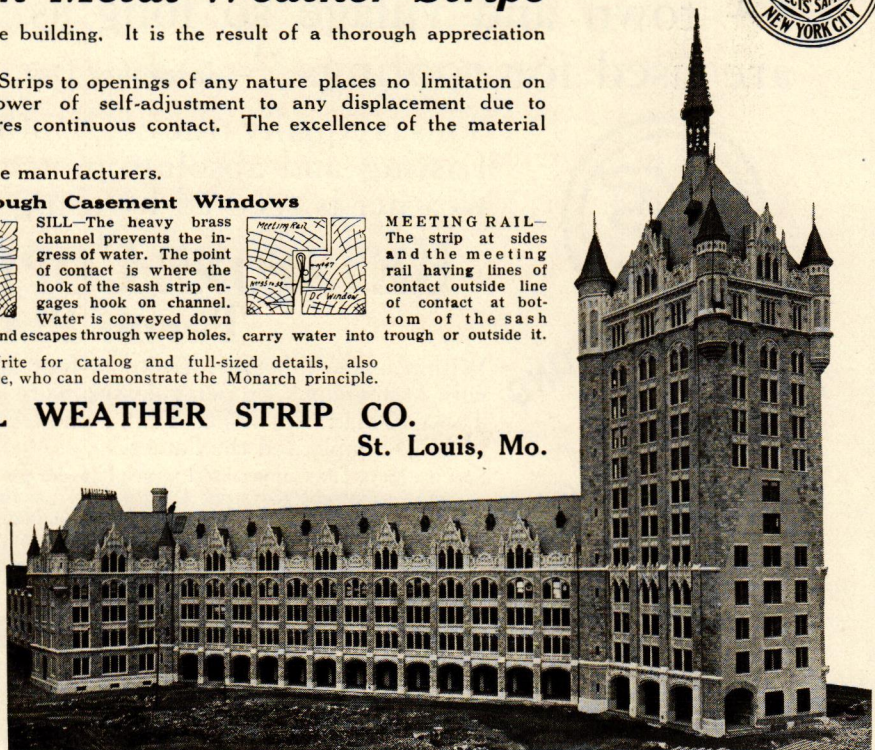 e building. It is the result of a thorough appreciation
Strips to openings of any nature places no limitation on
ower of self-adjustment to any displacement due to
res continuous contact. The excellence of the material
e manufacturers.
ough Casement Windows
SILL—The heavy brass
channel prevents the in-
gress of water. The point
of contact is where the
hook of the sash strip en-
gages hook on channel.
Water is conveyed down
nd escapes through weep holes.
Meeting Rail
D.C. Window
MEETING RAIL—
The strip at sides
and the meeting
rail having lines of
contact outside line
of contact at bot-
tom of the sash
carry water into trough or outside it.
rite for catalog and full-sized details, also
e, who can demonstrate the Monarch principle.
L WEATHER STRIP CO.
St. Louis, Mo.
NEW YORK CITY